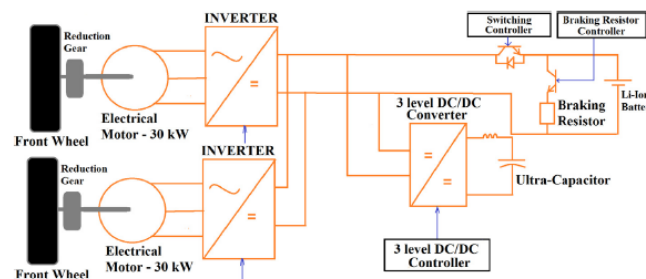 INVERTER
Switching
Controller
Braking Resistor
Controller
Reduction
Gear
3 level DC/DC
Converter
Braking
Resistor
Li-Ion
Electrical
Motor - 30 kW
Front Wheel
INVERTER
Reduction
Gear
Ultra-Capacitor
Electrical
Motor - 30 kW
Front Wheel
3 level DC/DC
Controller